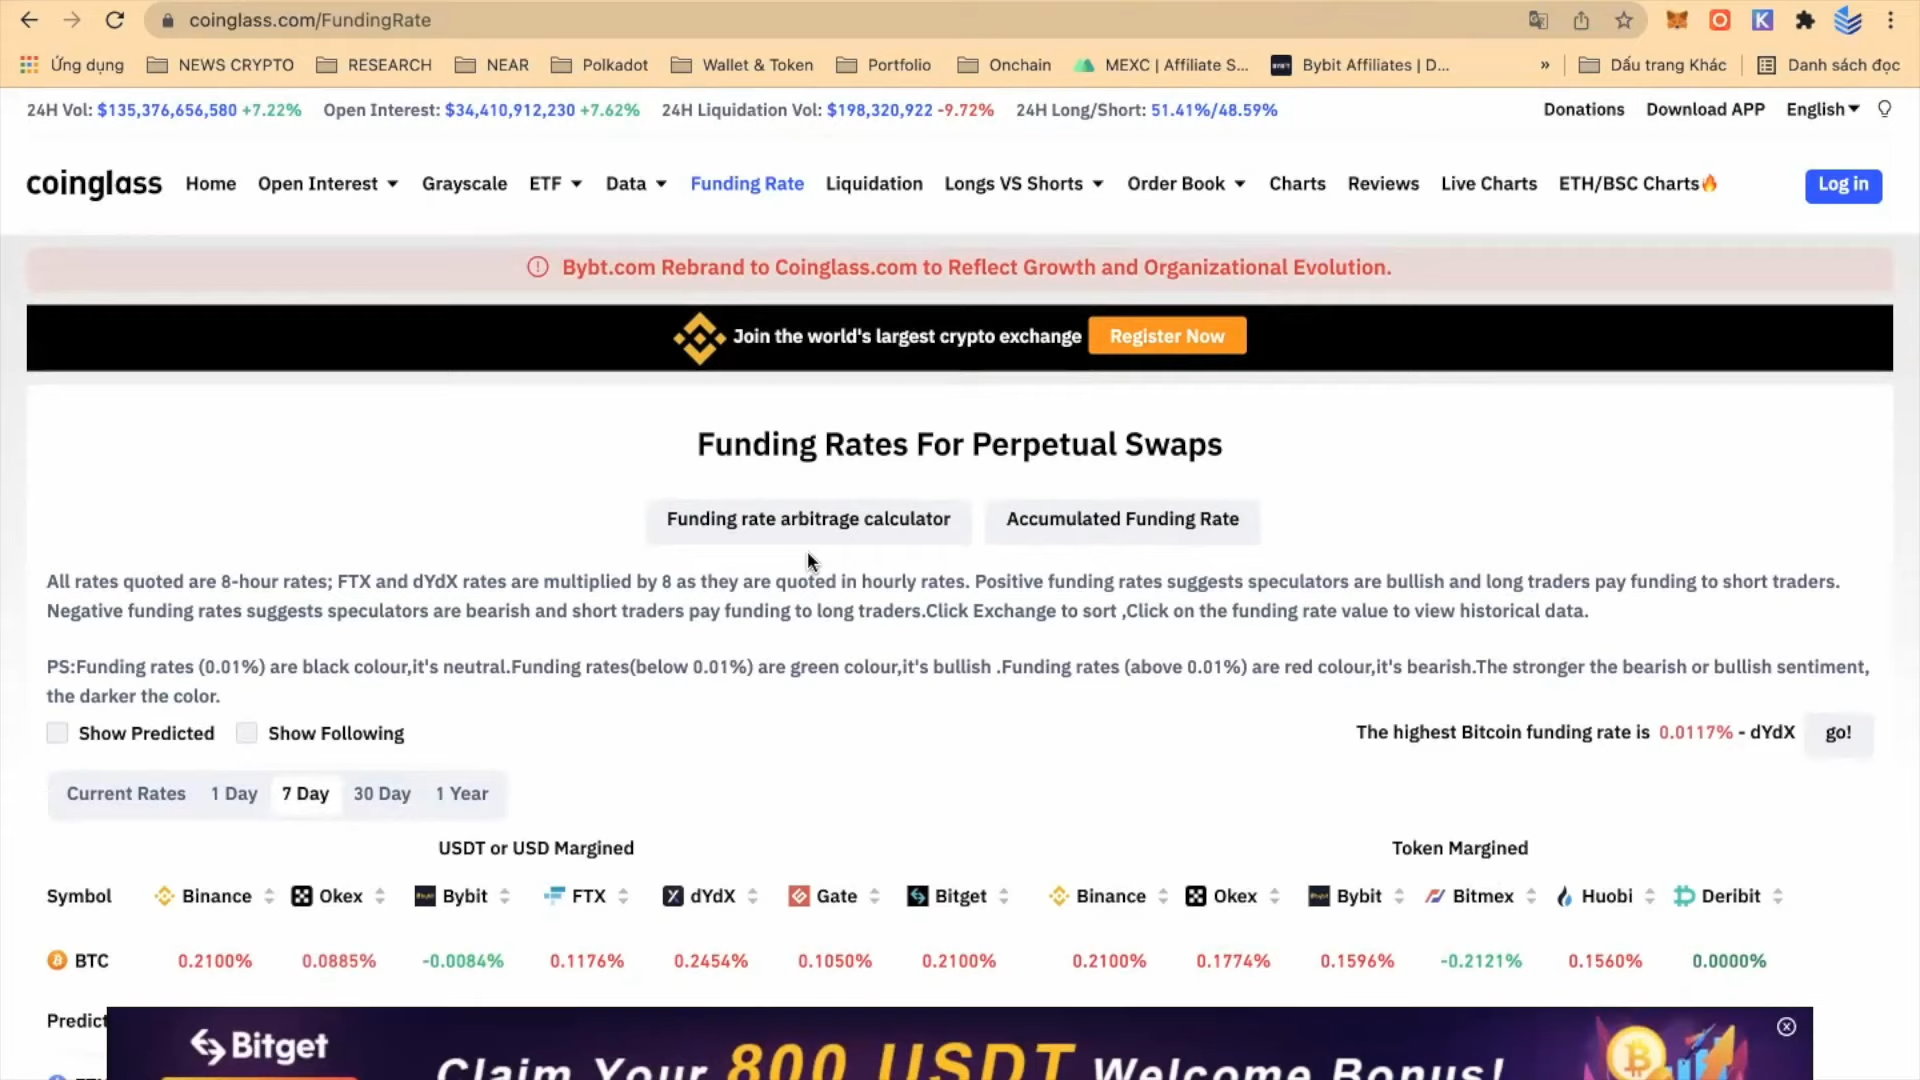 coinglass.com/FundingRate
Ứng dụng NEWS CRYPTO RESEARCH NEAR Polkadot Wallet & Token Portfolio Onchain MEXC | Affiliate S... Bybit Affiliates | D... » Dấu trang Khác Danh sách đọc
24H Vol: $135,376,656,580 +7.22% Open Interest: $34,410,912,230 +7.62% 24H Liquidation Vol: $198,320,922 -9.72% 24H Long/Short: 51.41%/48.59% Donations Download APP English
coinglass Home Open Interest Grayscale ETF Data Funding Rate Liquidation Longs VS Shorts Order Book Charts Reviews Live Charts ETH/BSC Charts Log in
Bybt.com Rebrand to Coinglass.com to Reflect Growth and Organizational Evolution.
Join the world's largest crypto exchange Register Now
Funding Rates For Perpetual Swaps
Funding rate arbitrage calculator Accumulated Funding Rate
All rates quoted are 8-hour rates; FTX and dYdX rates are multiplied by 8 as they are quoted in hourly rates. Positive funding rates suggests speculators are bullish and long traders pay funding to short traders.
Negative funding rates suggests speculators are bearish and short traders pay funding to long traders.Click Exchange to sort ,Click on the funding rate value to view historical data.
PS:Funding rates (0.01%) are black colour,it's neutral.Funding rates(below 0.01%) are green colour,it's bullish .Funding rates (above 0.01%) are red colour,it's bearish.The stronger the bearish or bullish sentiment,
the darker the color.
Show Predicted Show Following The highest Bitcoin funding rate is 0.0117% - dYdX go!
Current Rates 1 Day 7 Day 30 Day 1 Year
USDT or USD Margined Token Margined
Symbol Binance Okex Bybit FTX dYdX Gate Bitget Binance Okex Bybit Bitmex Huobi Deribit
BTC 0.2100% 0.0885% -0.0084% 0.1176% 0.2454% 0.1050% 0.2100% 0.2100% 0.1774% 0.1596% -0.2121% 0.1560% 0.0000%
Predict
Bitget
Claim Your 800 USDT Welcome Bonus!